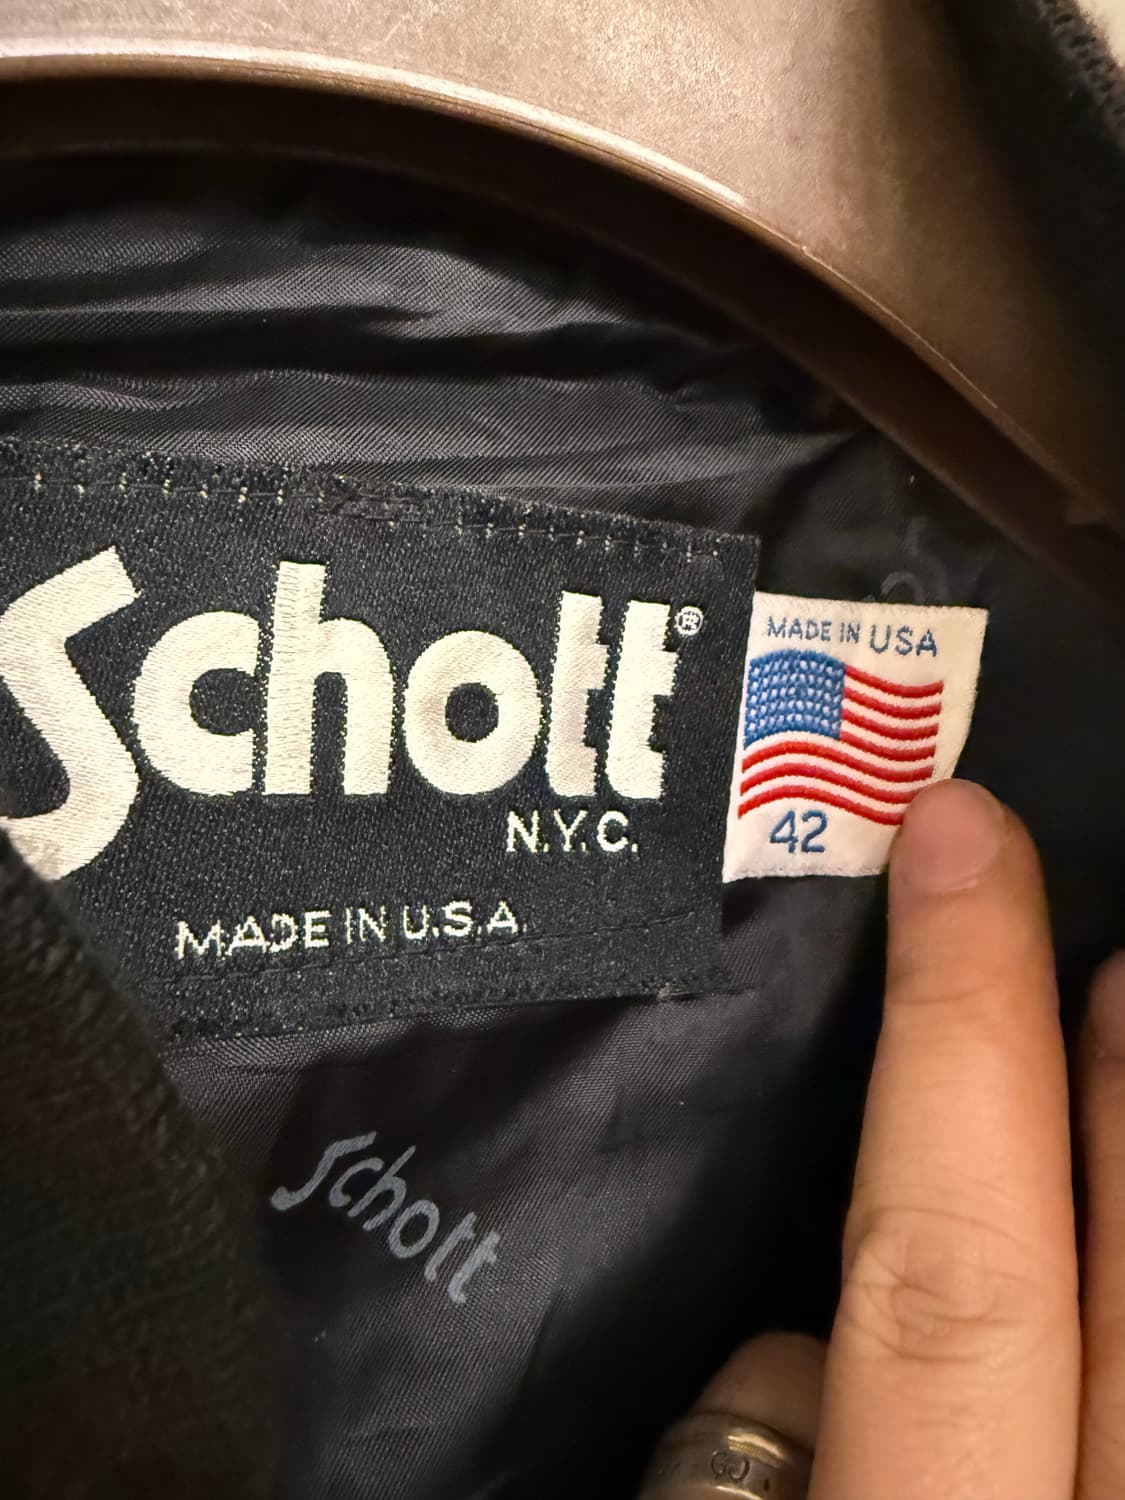 Schott®
N.Y.C.
MADE IN U.S.A.
MADE IN USA
42
Schott